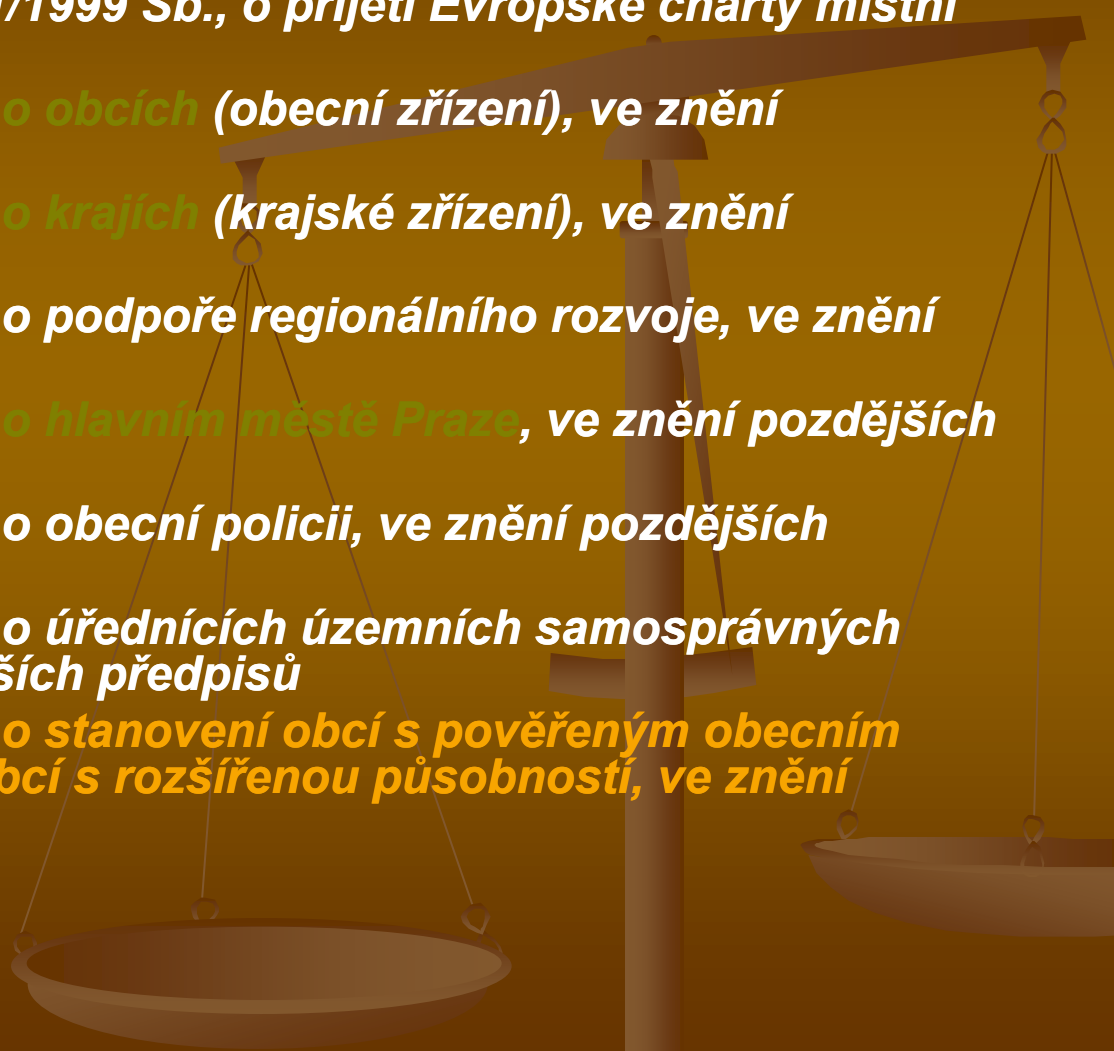 /1999 Sb., o přijetí Evropské charty místní
o obcích (obecní zřízení), ve znění
o krajích (krajské zřízení), ve znění
o podpoře regionálního rozvoje, ve znění
o hlavním městě Praze, ve znění pozdějších
o obecní policii, ve znění pozdějších
o úřednících územních samosprávných
ších předpisů
o stanovení obcí s pověřeným obecním
bcí s rozšířenou působností, ve znění